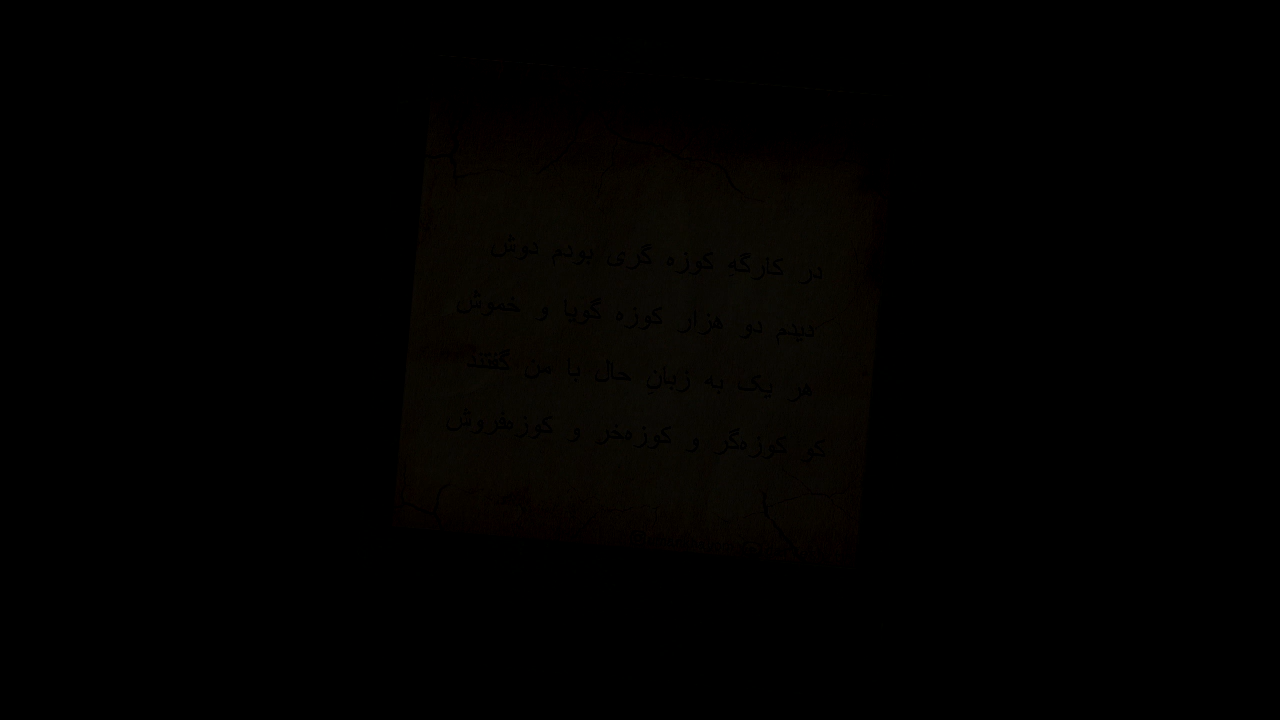 در کارگهِ کوزه گری بودم دوش
دیدم دو هزار کوزه گویا و خموش
هر یک به زبانِ حال با من گفتند
کو کوزه‌گر و کوزه‌خر و کوزه‌فروش